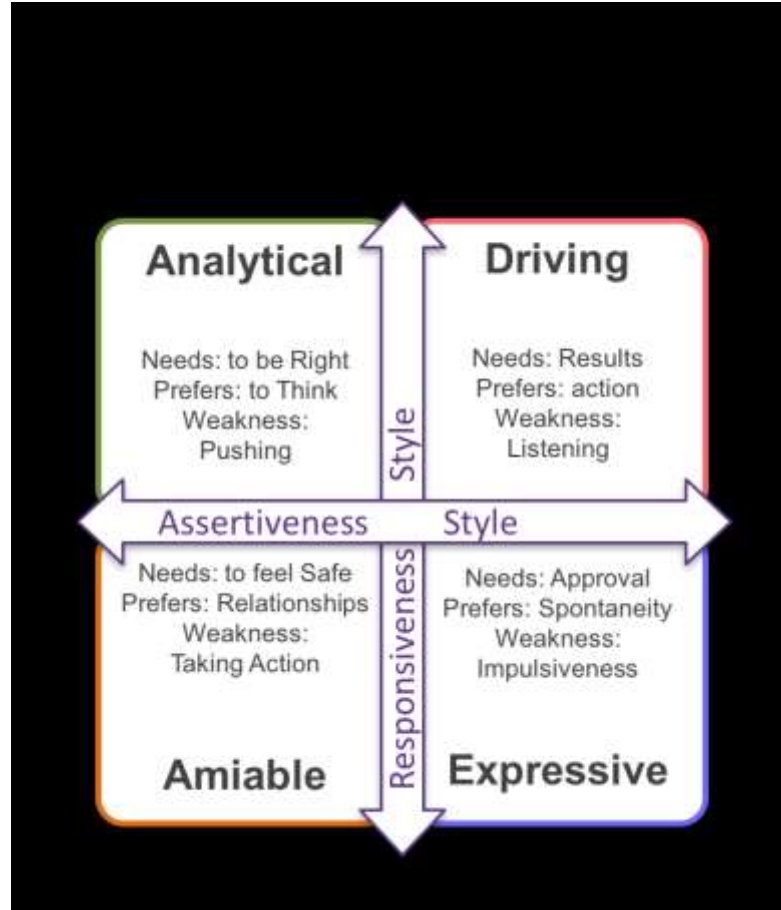 Analytical
Needs: to be Right
Prefers: to Think
Weakness:
Pushing
Driving
Needs: Results
Prefers: action
Weakness:
Listening
Assertiveness Style
Responsiveness Style
Needs: to feel Safe
Prefers: Relationships
Weakness:
Taking Action
Amiable
Needs: Approval
Prefers: Spontaneity
Weakness:
Impulsiveness
Expressive